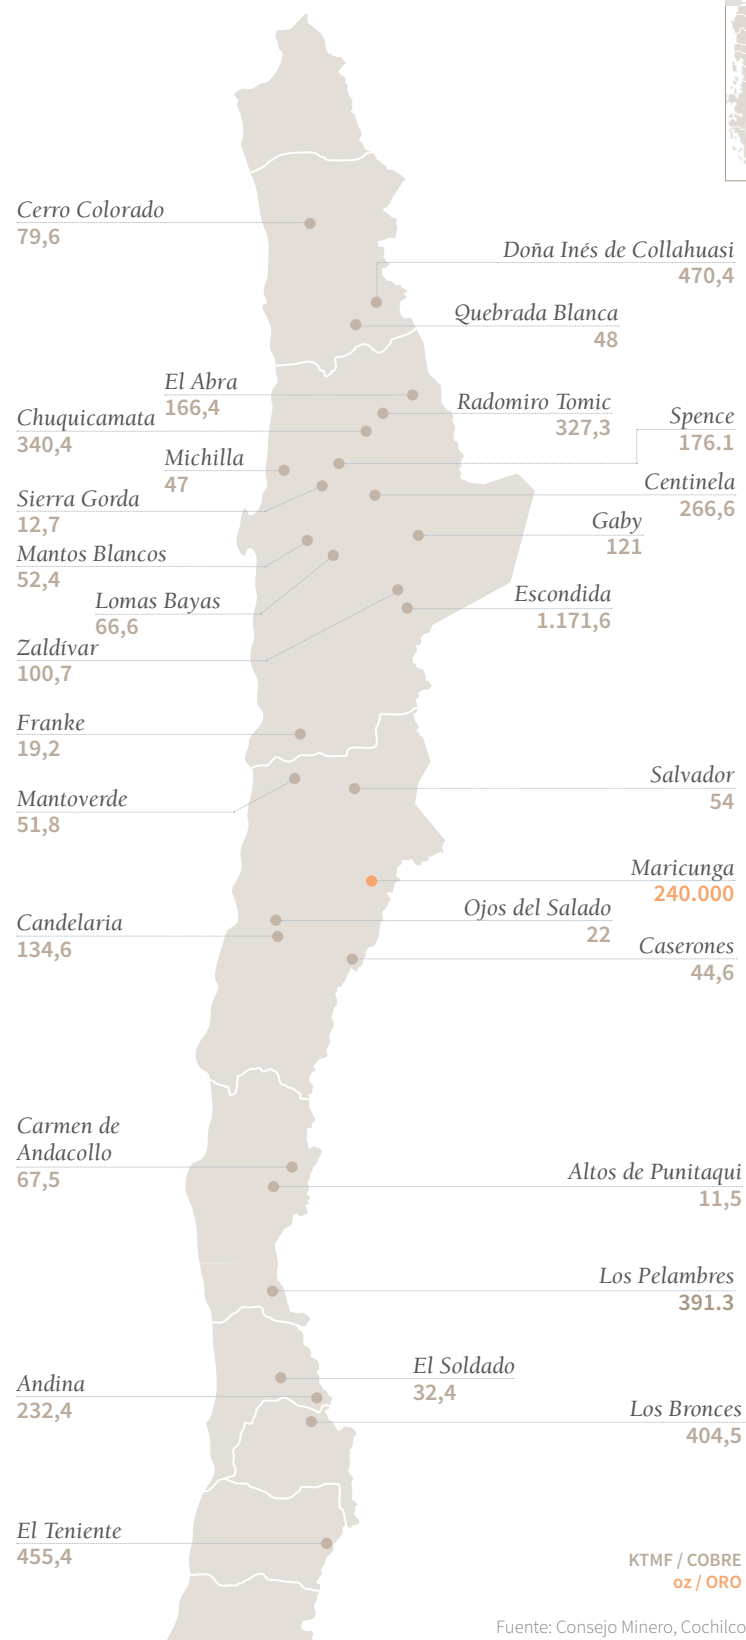 Cerro Colorado
79,6
Doña Inés de Collahuasi
470,4
Quebrada Blanca
48
El Abra
166,4
Radomiro Tomic
327,3
Chuquicamata
340,4
Spence
176.1
Michilla
47
Centinela
266,6
Sierra Gorda
12,7
Gaby
121
Mantos Blancos
52,4
Lomas Bayas
66,6
Escondida
1.171,6
Zaldívar
100,7
Franke
19,2
Salvador
54
Mantoverde
51,8
Maricunga
240.000
Ojos del Salado
22
Candelaria
134,6
Caserones
44,6
Carmen de
Andacollo
67,5
Altos de Punitaqui
11,5
Los Pelambres
391.3
El Soldado
32,4
Andina
232,4
Los Bronces
404,5
El Teniente
455,4
KTMF / COBRE
oz / ORO
Fuente: Consejo Minero, Cochilco